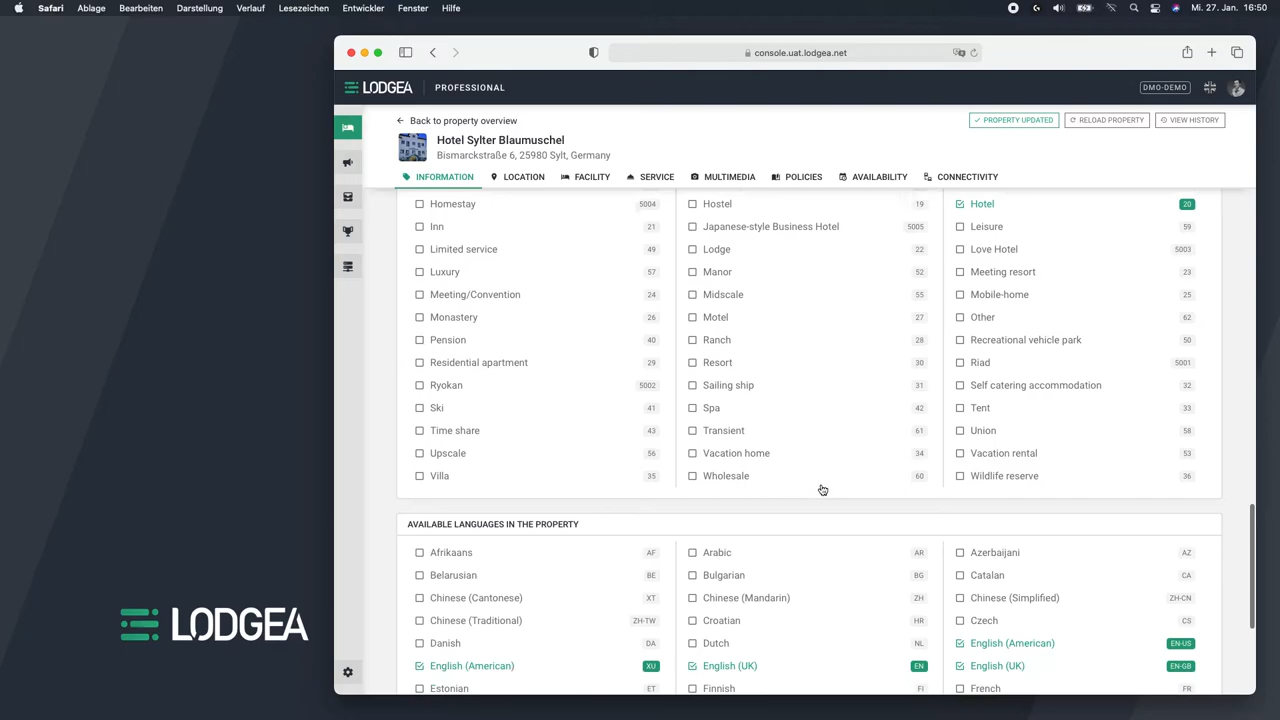 Safari Ablage Bearbeiten Darstellung Verlauf Lesezeichen Entwickler Fenster Hilfe Mi. 27. Jan. 16:50
console.uat.lodgea.net
LODGEA PROFESSIONAL DMO-DEMO
Back to property overview
PROPERTY UPDATED RELOAD PROPERTY VIEW HISTORY
Hotel Sylter Blaumuschel
Bismarckstraße 6, 25980 Sylt, Germany
INFORMATION LOCATION FACILITY SERVICE MULTIMEDIA POLICIES AVAILABILITY CONNECTIVITY
Homestay 5004 Hostel 19 Hotel 20
Inn 21 Japanese-style Business Hotel 5005 Leisure 59
Limited service 49 Lodge 22 Love Hotel 5003
Luxury 57 Manor 52 Meeting resort 23
Meeting/Convention 24 Midscale 55 Mobile-home 25
Monastery 26 Motel 27 Other 62
Pension 40 Ranch 28 Recreational vehicle park 50
Residential apartment 29 Resort 30 Riad 5001
Ryokan 5002 Sailing ship 31 Self catering accommodation 32
Ski 41 Spa 42 Tent 33
Time share 43 Transient 61 Union 58
Upscale 56 Vacation home 34 Vacation rental 53
Villa 35 Wholesale 60 Wildlife reserve 36
AVAILABLE LANGUAGES IN THE PROPERTY
Afrikaans AF Arabic AR Azerbaijani AZ
Belarusian BE Bulgarian BG Catalan CA
Chinese (Cantonese) XT Chinese (Mandarin) ZH Chinese (Simplified) ZH-CN
Chinese (Traditional) ZH-TW Croatian HR Czech CS
Danish DA Dutch NL English (American) EN-US
English (American) XU English (UK) EN English (UK) EN-GB
Estonian ET Finnish FI French FR
LODGEA